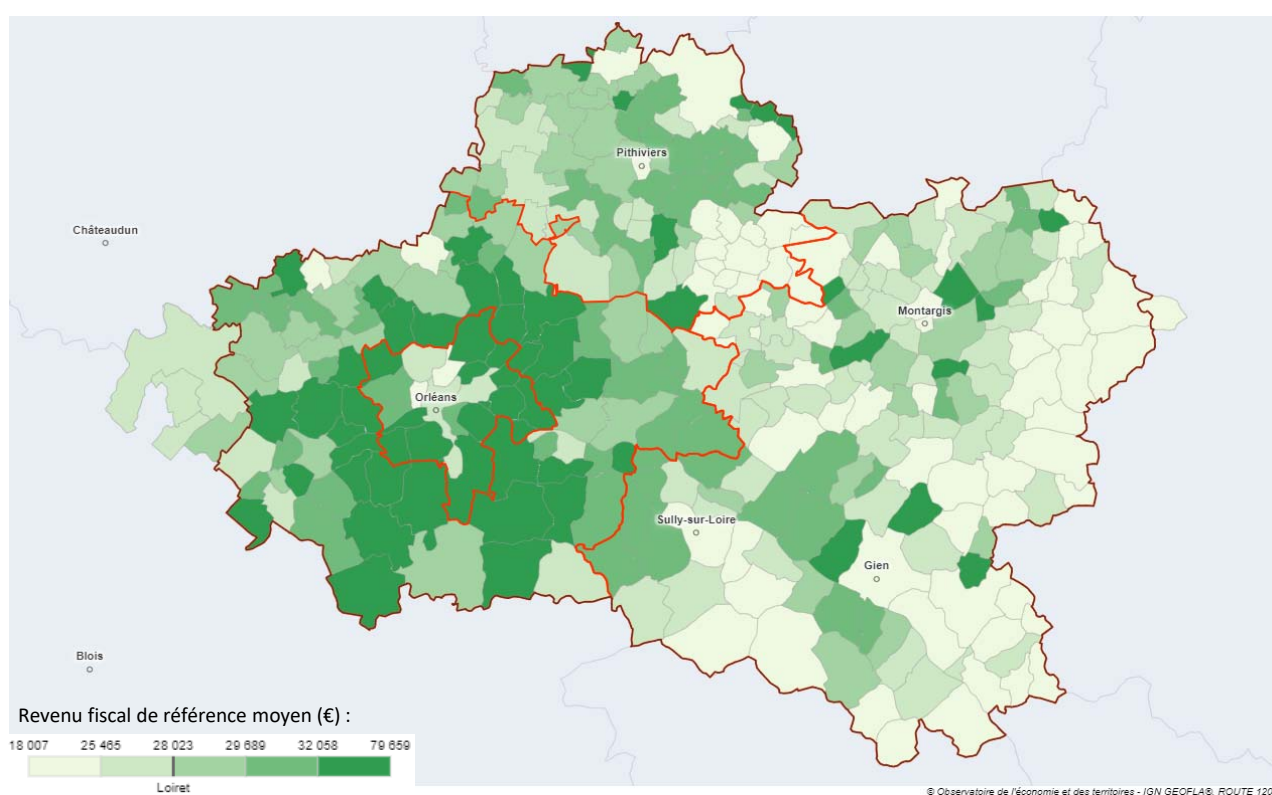 Pithiviers
Châteaudun
Montargis
Orléans
Sully-sur-Loire
Gien
Blois
Revenu fiscal de référence moyen (€) :
18 007 25 465 28 023 29 689 32 058 79 659
Loiret
© Observatoire de l'économie et des territoires - IGN GEOFLA®, ROUTE 120